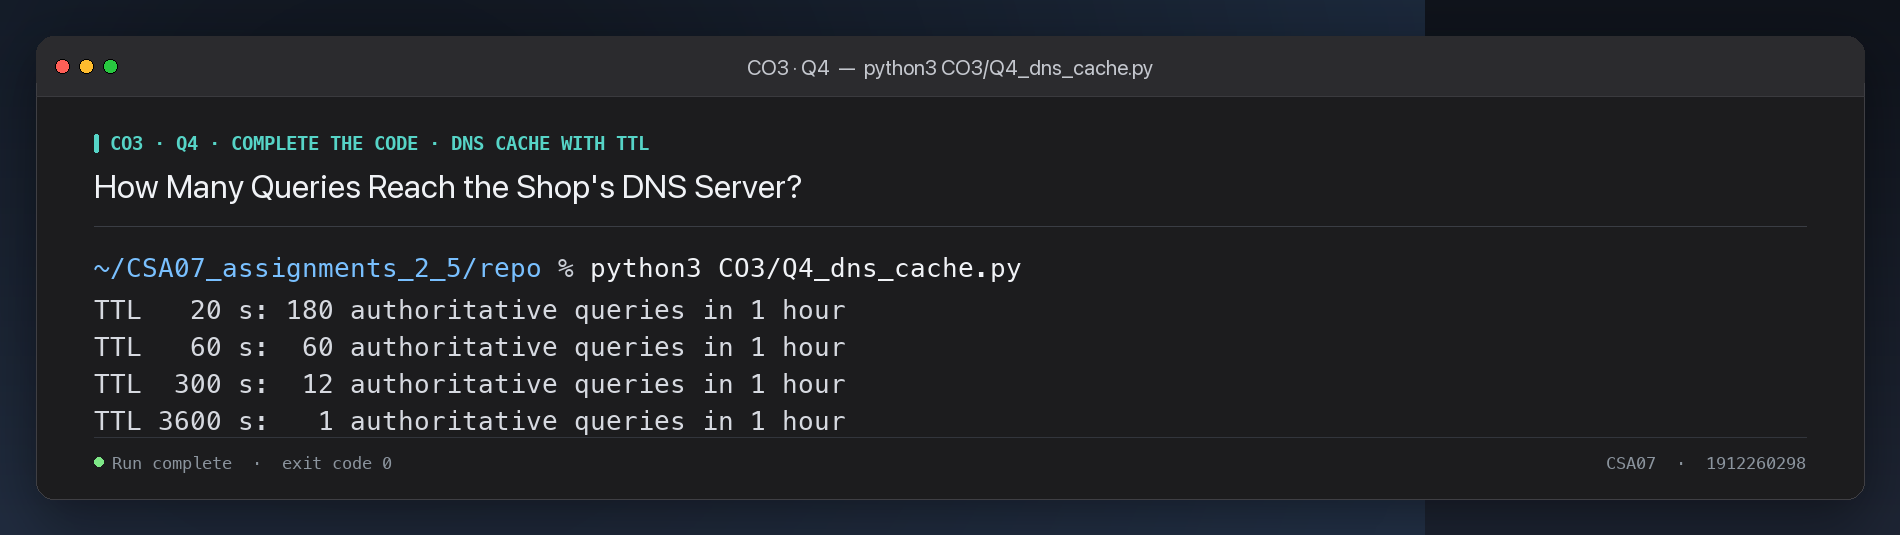 CO3 · Q4 — python3 CO3/Q4_dns_cache.py
CO3 · Q4 · COMPLETE THE CODE · DNS CACHE WITH TTL
How Many Queries Reach the Shop's DNS Server?
~/CSA07_assignments_2_5/repo % python3 CO3/Q4_dns_cache.py
TTL   20 s: 180 authoritative queries in 1 hour
TTL   60 s:  60 authoritative queries in 1 hour
TTL  300 s:  12 authoritative queries in 1 hour
TTL 3600 s:   1 authoritative queries in 1 hour
Run complete · exit code 0 CSA07 · 1912260298